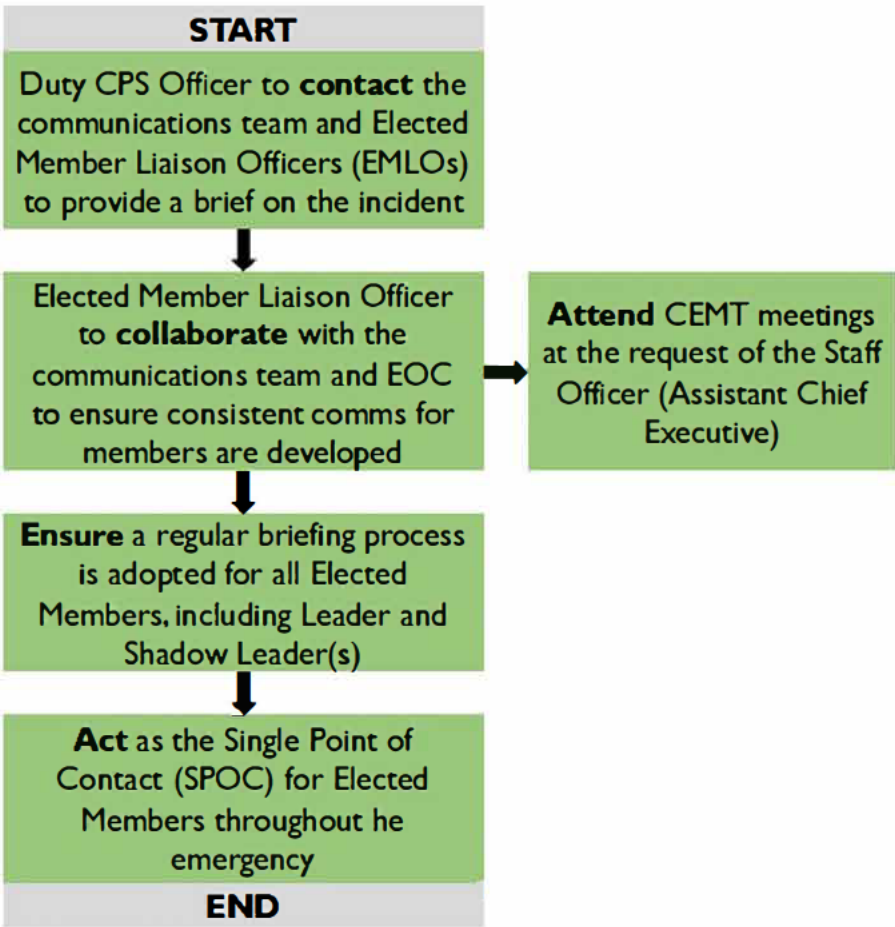 START
Duty CPS Officer to contact the
communications team and Elected
Member Liaison Officers (EMLOs)
to provide a brief on the incident
Elected Member Liaison Officer
to collaborate with the
communications team and EOC
to ensure consistent comms for
members are developed
Attend CEMT meetings
at the request of the Staff
Officer (Assistant Chief
Executive)
Ensure a regular briefing process
is adopted for all Elected
Members, including Leader and
Shadow Leader(s)
Act as the Single Point of
Contact (SPOC) for Elected
Members throughout he
emergency
END